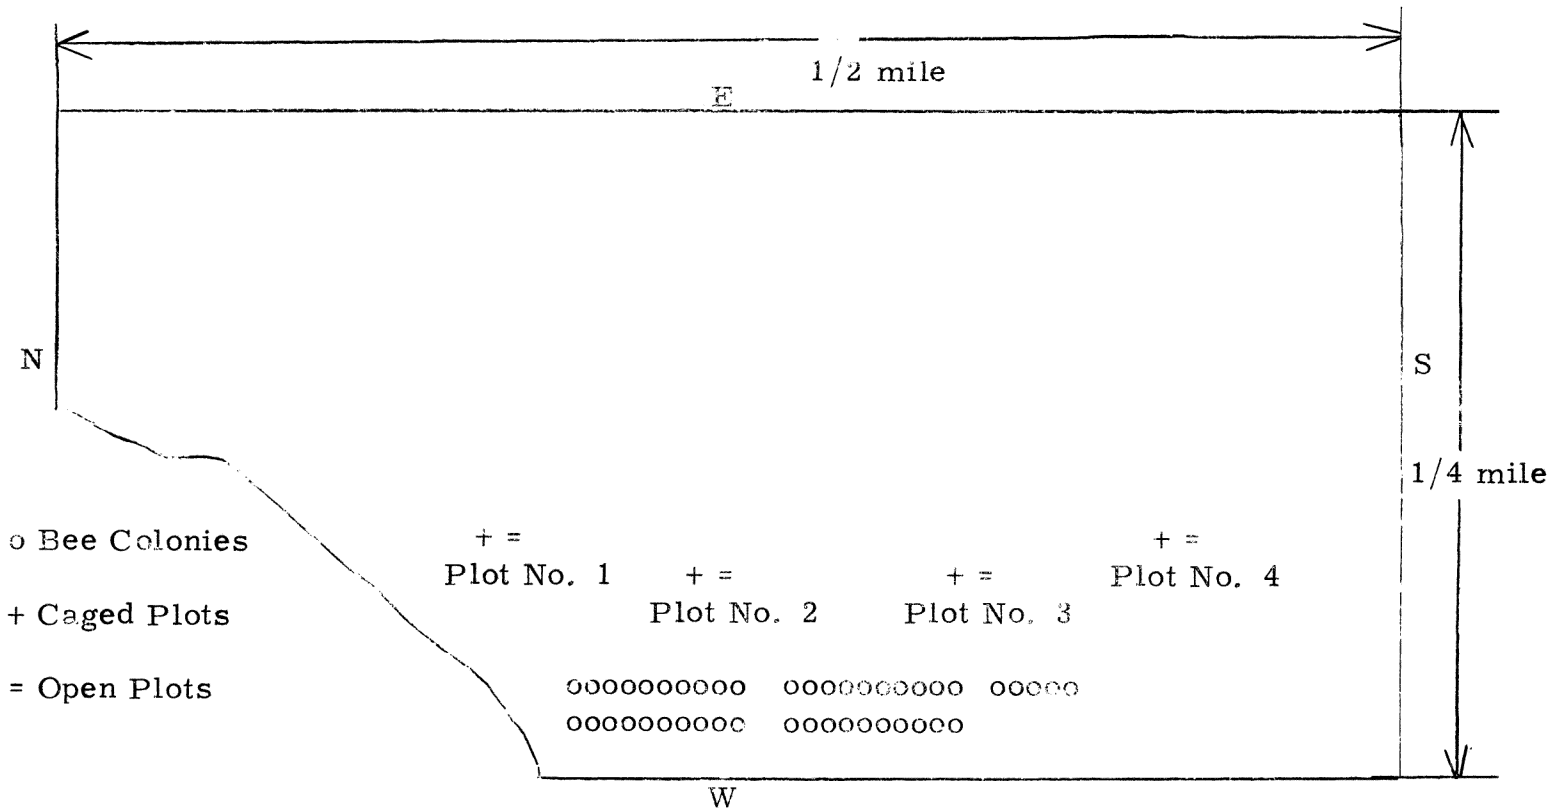 1/2 mile
E
N
S
1/4 mile
o Bee Colonies
+ Caged Plots
= Open Plots
+ =
Plot No. 1
+ =
Plot No. 2
+ =
Plot No. 3
+ =
Plot No. 4
oooooooooo oooooooooo ooooo
oooooooooo oooooooooo
W